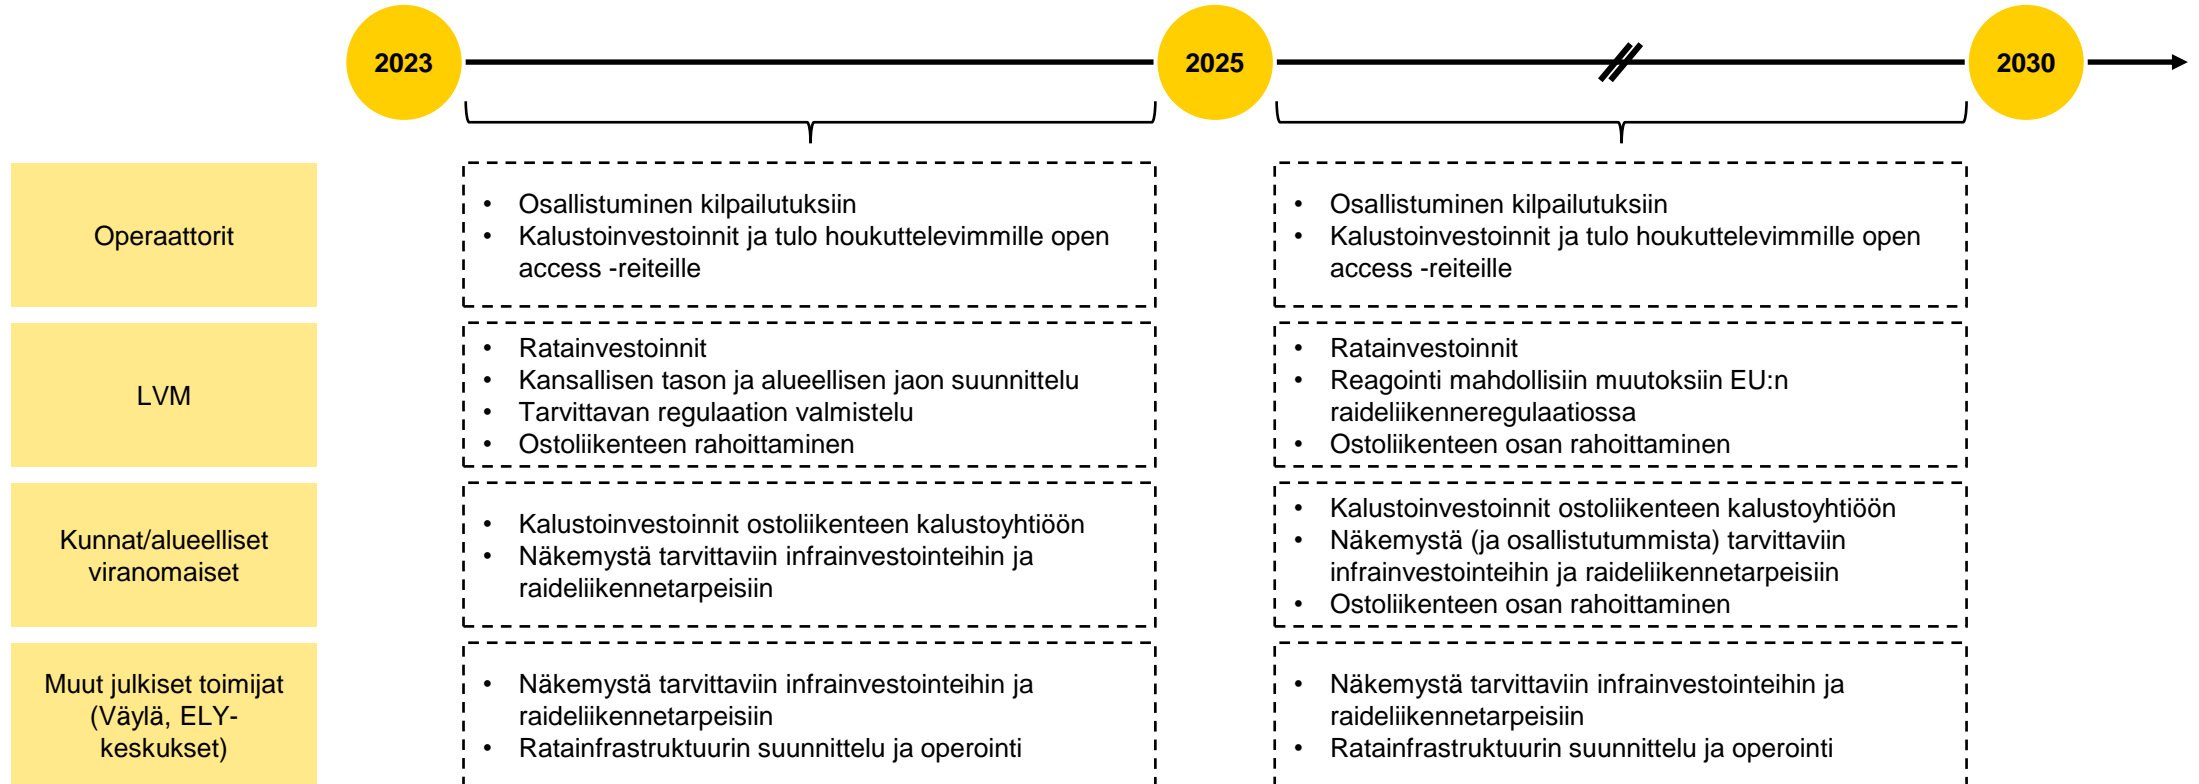 2023
2025
2030
Operaattorit
• Osallistuminen kilpailutuksiin
• Kalustoinvestoinnit ja tulo houkuttelevimmille open
access -reiteille
• Osallistuminen kilpailutuksiin
• Kalustoinvestoinnit ja tulo houkuttelevimmille open
access -reiteille
LVM
• Ratainvestoinnit
• Kansallisen tason ja alueellisen jaon suunnittelu
• Tarvittavan regulaation valmistelu
• Ostoliikenteen rahoittaminen
• Ratainvestoinnit
• Reagointi mahdollisiin muutoksiin EU:n
raideliikenneregulaatiossa
• Ostoliikenteen osan rahoittaminen
Kunnat/alueelliset
viranomaiset
• Kalustoinvestoinnit ostoliikenteen kalustoyhtiöön
• Näkemystä tarvittaviin infrainvestointeihin ja
raideliikennetarpeisiin
• Kalustoinvestoinnit ostoliikenteen kalustoyhtiöön
• Näkemystä (ja osallistutummista) tarvittaviin
infrainvestointeihin ja raideliikennetarpeisiin
• Ostoliikenteen osan rahoittaminen
Muut julkiset toimijat
(Väylä, ELY-
keskukset)
• Näkemystä tarvittaviin infrainvestointeihin ja
raideliikennetarpeisiin
• Ratainfrastruktuurin suunnittelu ja operointi
• Näkemystä tarvittaviin infrainvestointeihin ja
raideliikennetarpeisiin
• Ratainfrastruktuurin suunnittelu ja operointi